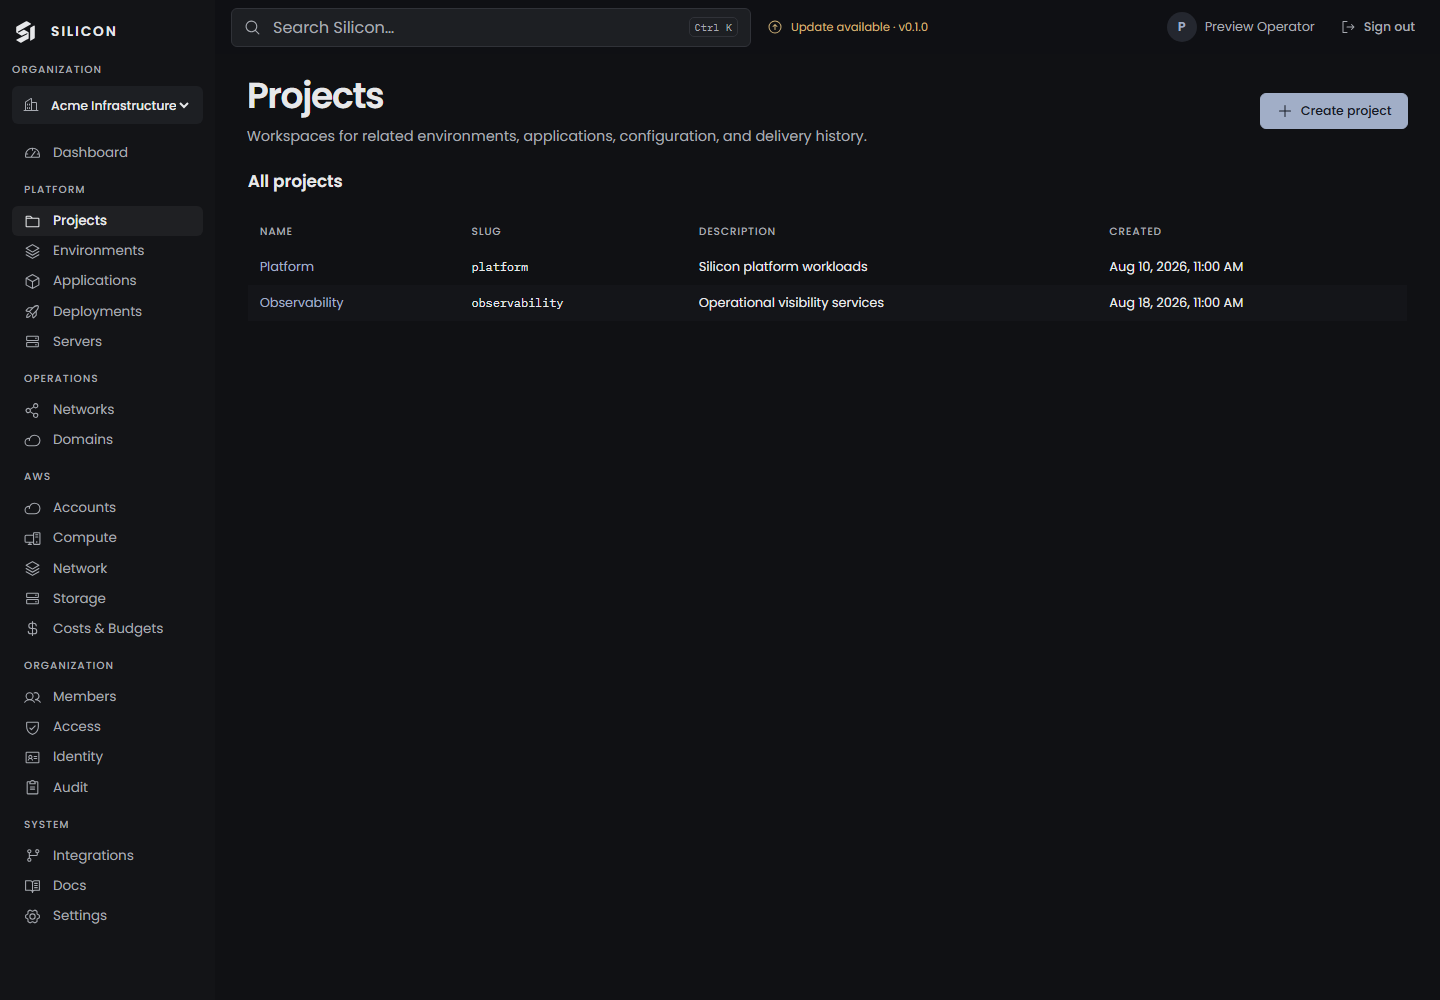 SILICON
ORGANIZATION
Acme Infrastructure
Dashboard
PLATFORM
Projects
Environments
Applications
Deployments
Servers
OPERATIONS
Networks
Domains
AWS
Accounts
Compute
Network
Storage
Costs & Budgets
ORGANIZATION
Members
Access
Identity
Audit
SYSTEM
Integrations
Docs
Settings
Search Silicon... Ctrl K
Update available · v0.1.0
P Preview Operator
Sign out
Projects
Workspaces for related environments, applications, configuration, and delivery history.
Create project
All projects
NAME SLUG DESCRIPTION CREATED
Platform platform Silicon platform workloads Aug 10, 2026, 11:00 AM
Observability observability Operational visibility services Aug 18, 2026, 11:00 AM